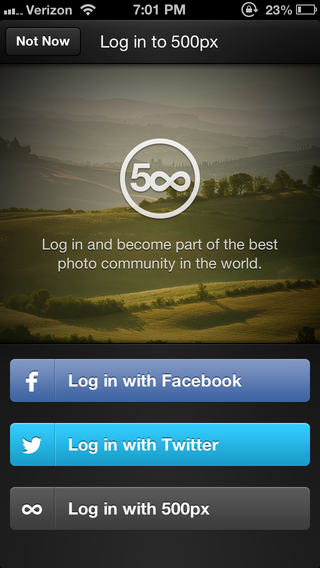 Verizon 7:01 PM 23%
Not Now Log in to 500px
500
Log in and become part of the best
photo community in the world.
f Log in with Facebook
Log in with Twitter
∞ Log in with 500px